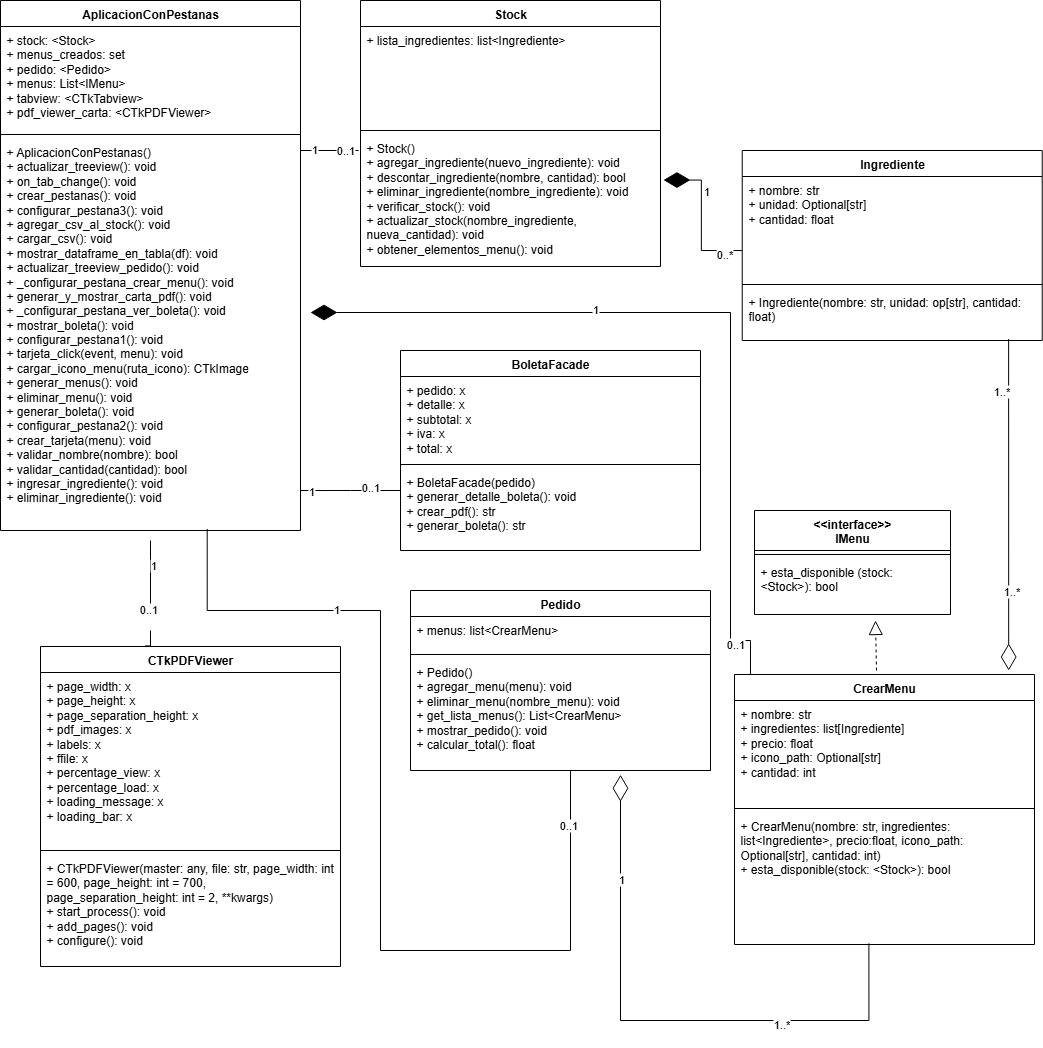 AplicacionConPestanas
+ stock: <Stock>
+ menus_creados: set
+ pedido: <Pedido>
+ menus: List<IMenu>
+ tabview: <CTkTabview>
+ pdf_viewer_carta: <CTkPDFViewer>
+ AplicacionConPestanas()
+ actualizar_treeview(): void
+ on_tab_change(): void
+ crear_pestanas(): void
+ configurar_pestana3(): void
+ agregar_csv_al_stock(): void
+ cargar_csv(): void
+ mostrar_dataframe_en_tabla(df): void
+ actualizar_treeview_pedido(): void
+ _configurar_pestana_crear_menu(): void
+ generar_y_mostrar_carta_pdf(): void
+ _configurar_pestana_ver_boleta(): void
+ mostrar_boleta(): void
+ configurar_pestana1(): void
+ tarjeta_click(event, menu): void
+ cargar_icono_menu(ruta_icono): CTkImage
+ generar_menus(): void
+ eliminar_menu(): void
+ generar_boleta(): void
+ configurar_pestana2(): void
+ crear_tarjeta(menu): void
+ validar_nombre(nombre): bool
+ validar_cantidad(cantidad): bool
+ ingresar_ingrediente(): void
+ eliminar_ingrediente(): void
1
0..1
Stock
+ lista_ingredientes: list<Ingrediente>
+ Stock()
+ agregar_ingrediente(nuevo_ingrediente): void
+ descontar_ingrediente(nombre, cantidad): bool
+ eliminar_ingrediente(nombre_ingrediente): void
+ verificar_stock(): void
+ actualizar_stock(nombre_ingrediente,
nueva_cantidad): void
+ obtener_elementos_menu(): void
1
0..*
Ingrediente
+ nombre: str
+ unidad: Optional[str]
+ cantidad: float
+ Ingrediente(nombre: str, unidad: op[str], cantidad:
float)
1
0..1
1..*
1..*
BoletaFacade
+ pedido: x
+ detalle: x
+ subtotal: x
+ iva: x
+ total: x
+ BoletaFacade(pedido)
+ generar_detalle_boleta(): void
+ crear_pdf(): str
+ generar_boleta(): str
1
0..1
<<interface>>
IMenu
+ esta_disponible (stock:
<Stock>): bool
1
0..1
1
0..1
Pedido
+ menus: list<CrearMenu>
+ Pedido()
+ agregar_menu(menu): void
+ eliminar_menu(nombre_menu): void
+ get_lista_menus(): List<CrearMenu>
+ mostrar_pedido(): void
+ calcular_total(): float
1
1..*
CTkPDFViewer
+ page_width: x
+ page_height: x
+ page_separation_height: x
+ pdf_images: x
+ labels: x
+ ffile: x
+ percentage_view: x
+ percentage_load: x
+ loading_message: x
+ loading_bar: x
+ CTkPDFViewer(master: any, file: str, page_width: int
= 600, page_height: int = 700,
page_separation_height: int = 2, **kwargs)
+ start_process(): void
+ add_pages(): void
+ configure(): void
CrearMenu
+ nombre: str
+ ingredientes: list[Ingrediente]
+ precio: float
+ icono_path: Optional[str]
+ cantidad: int
+ CrearMenu(nombre: str, ingredientes:
list<Ingrediente>, precio:float, icono_path:
Optional[str], cantidad: int)
+ esta_disponible(stock: <Stock>): bool